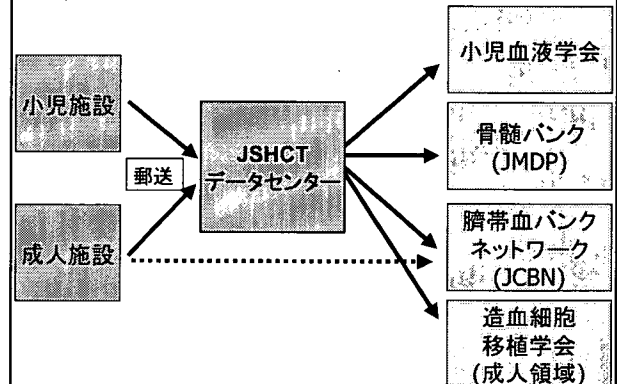 小児施設
成人施設
郵送
JSHCT
データセンター
小児血液学会
骨髄バンク
(JMDP)
臍帯血バンク
ネットワーク
(JCBN)
造血細胞
移植学会
(成人領域)